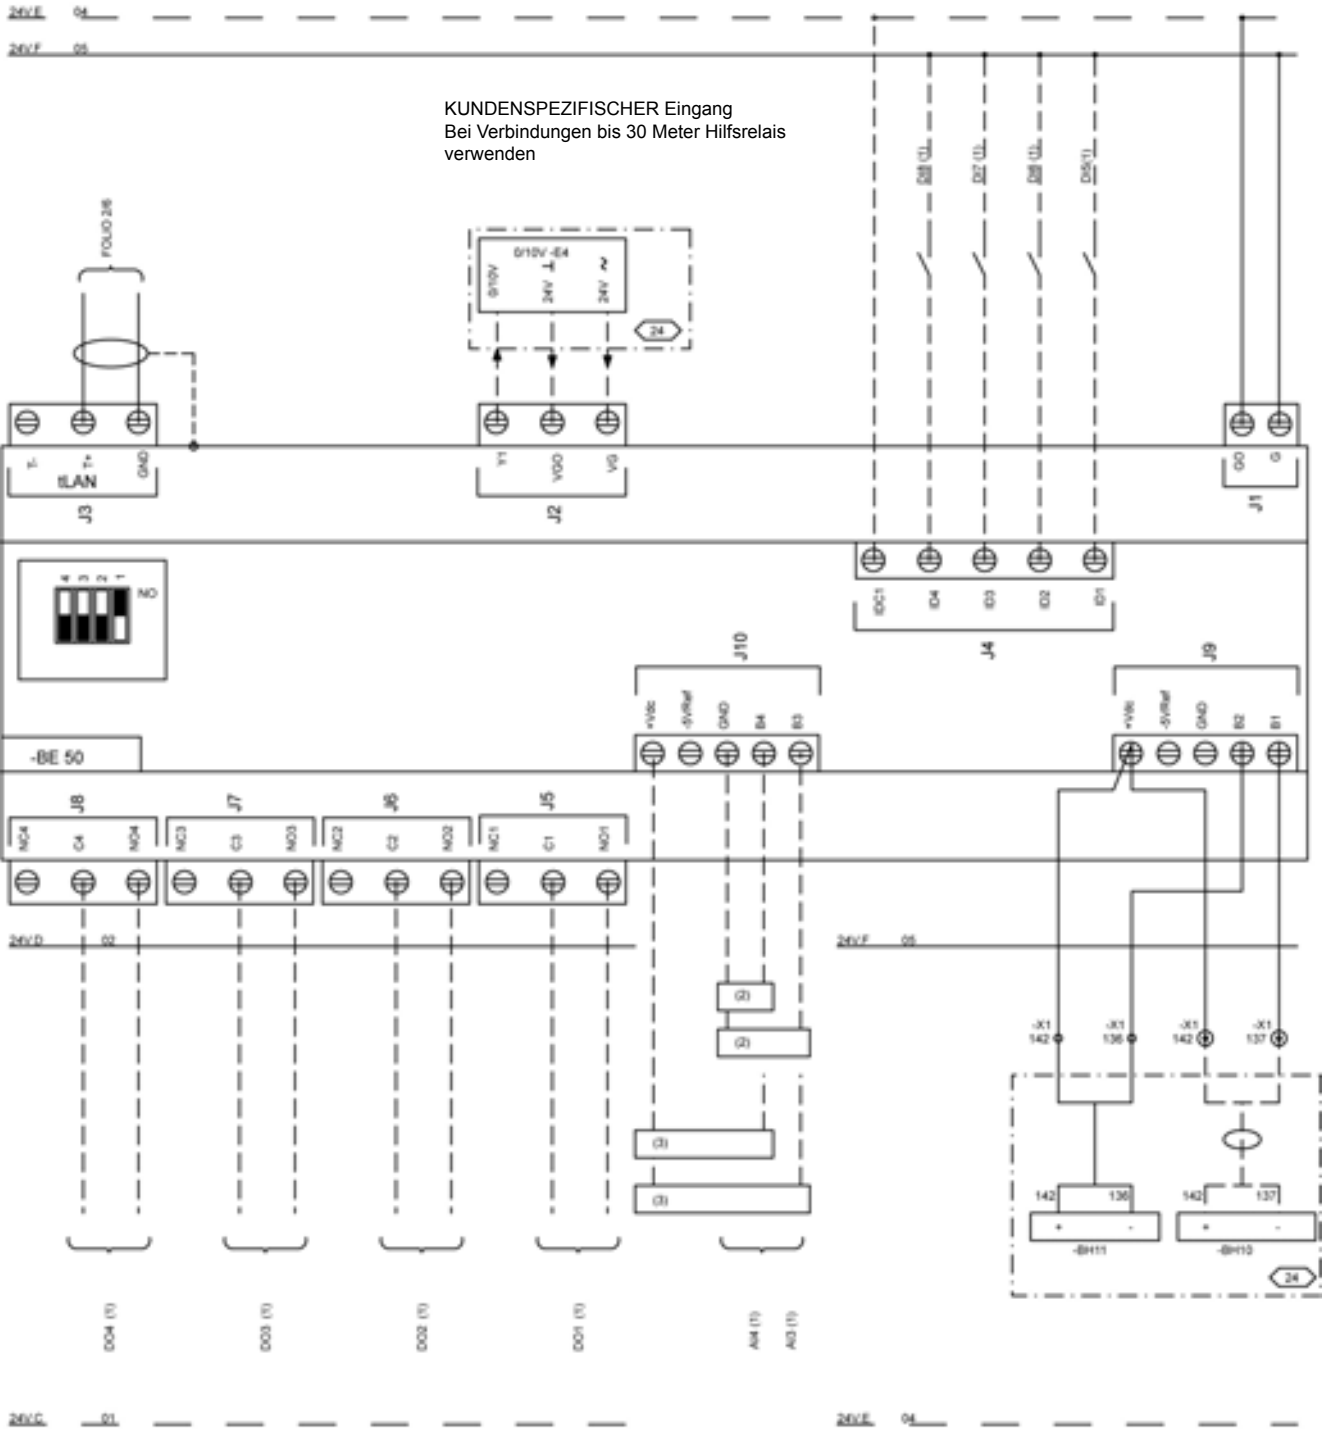 24V.E 04
24V.F 05
KUNDENSPEZIFISCHER Eingang
Bei Verbindungen bis 30 Meter Hilfsrelais
verwenden
DI7 (1)
DI5(1)
FOLIO 2/6
0/10V -E4
0/10V
24V ⊥
24V ~
24
T-
T+
GND
tLAN
J3
Y1
VGO
VG
J2
GO
G
J1
4 3 2 1
NO
IDC1
ID4
ID3
ID2
ID1
J4
J10
+Vdc
-5VRef
GND
B4
B3
J9
+Vdc
-5VRef
GND
B2
B1
-BE 50
J8
NC4
C4
NO4
J7
NC3
C3
NO3
J6
NC2
C2
NO2
J5
NC1
C1
NO1
24V.D 02
24V.F 05
(2)
(2)
(3)
(3)
-X1
142
-X1
136
-X1
142
-X1
137
142
136
142
137
+ -
+ -
-BH11
-BH10
24
DO4 (1)
DO3 (1)
DO2 (1)
DO1 (1)
AI4 (1)
AI3 (1)
24V.C 01
24V.E 04